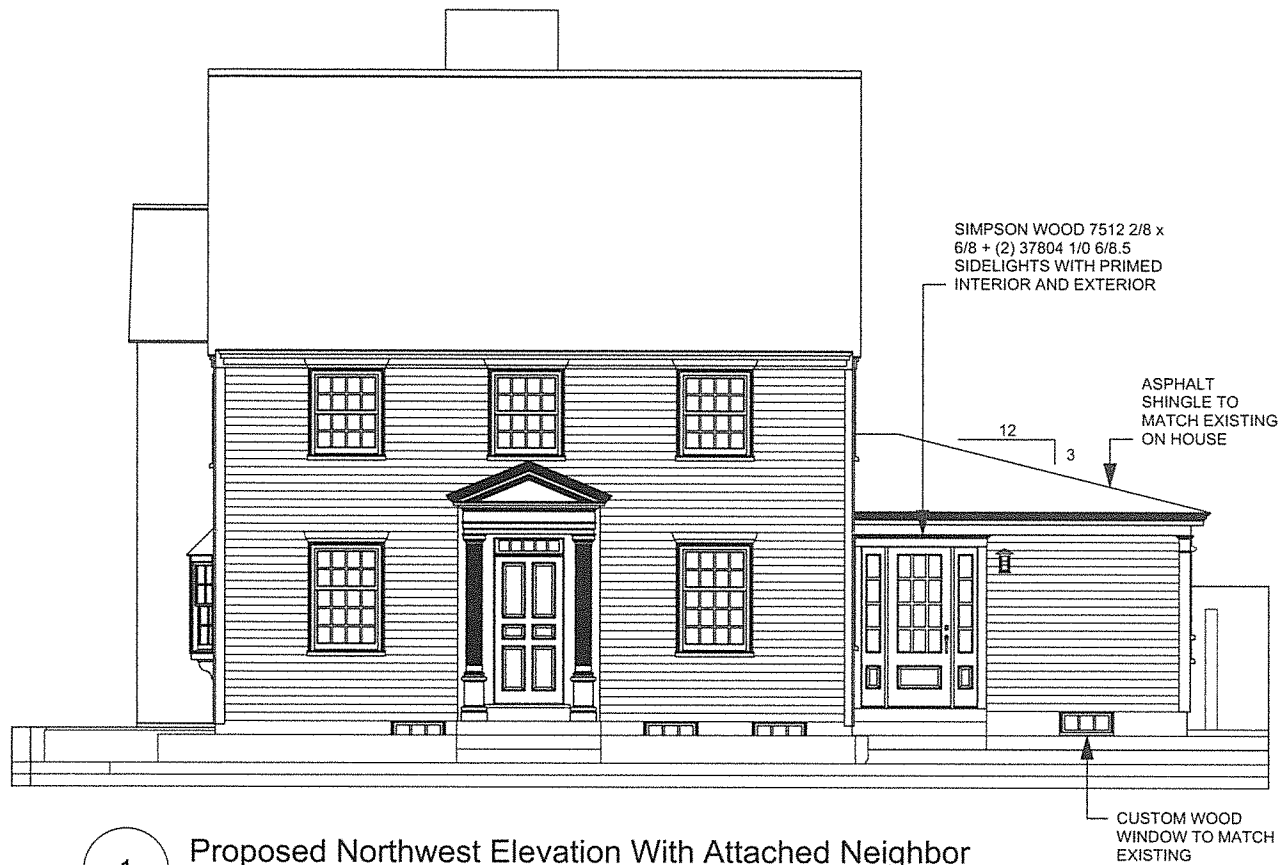 SIMPSON WOOD 7512 2/8 x
6/8 + (2) 37804 1/0 6/8.5
SIDELIGHTS WITH PRIMED
INTERIOR AND EXTERIOR
ASPHALT
SHINGLE TO
MATCH EXISTING
ON HOUSE
12
3
CUSTOM WOOD
WINDOW TO MATCH
EXISTING
1
Proposed Northwest Elevation With Attached Neighbor